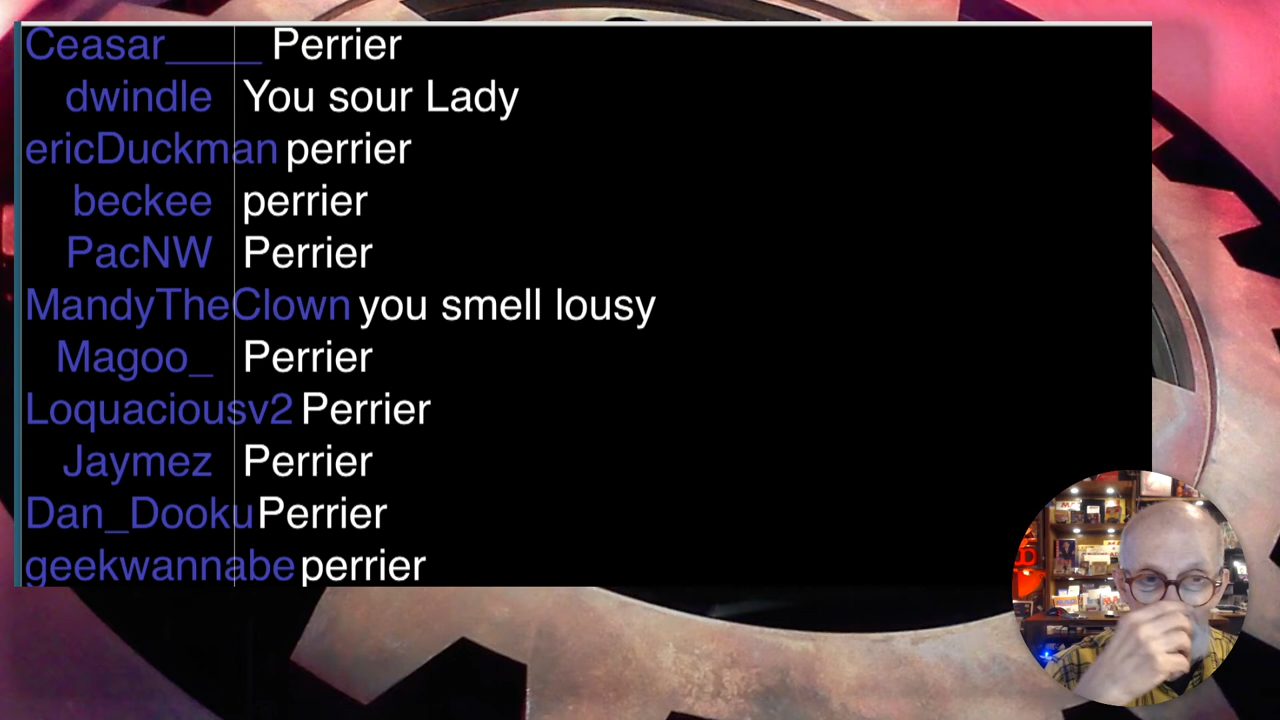 Ceasar____ Perrier
dwindle You sour Lady
ericDuckman perrier
beckee perrier
PacNW Perrier
MandyTheClown you smell lousy
Magoo_ Perrier
Loquaciousv2 Perrier
Jaymez Perrier
Dan_Dooku Perrier
geekwannabe perrier